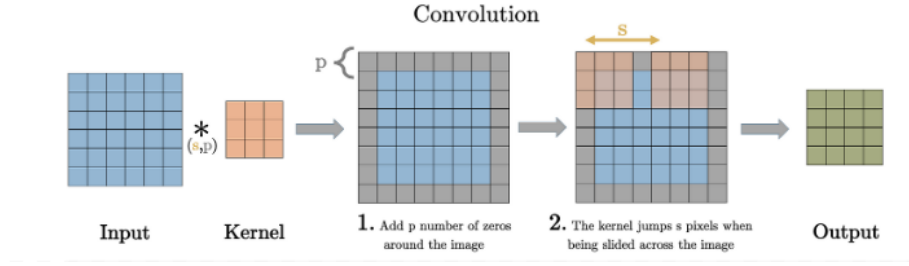 Convolution
s
p
*
(s,p)
Input
Kernel
1. Add p number of zeros
around the image
2. The kernel jumps s pixels when
being slided across the image
Output